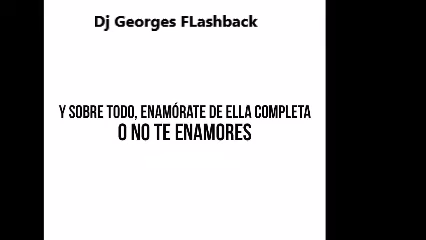 Dj Georges FLashback
Y SOBRE TODO, ENAMÓRATE DE ELLA COMPLETA
O NO TE ENAMORES